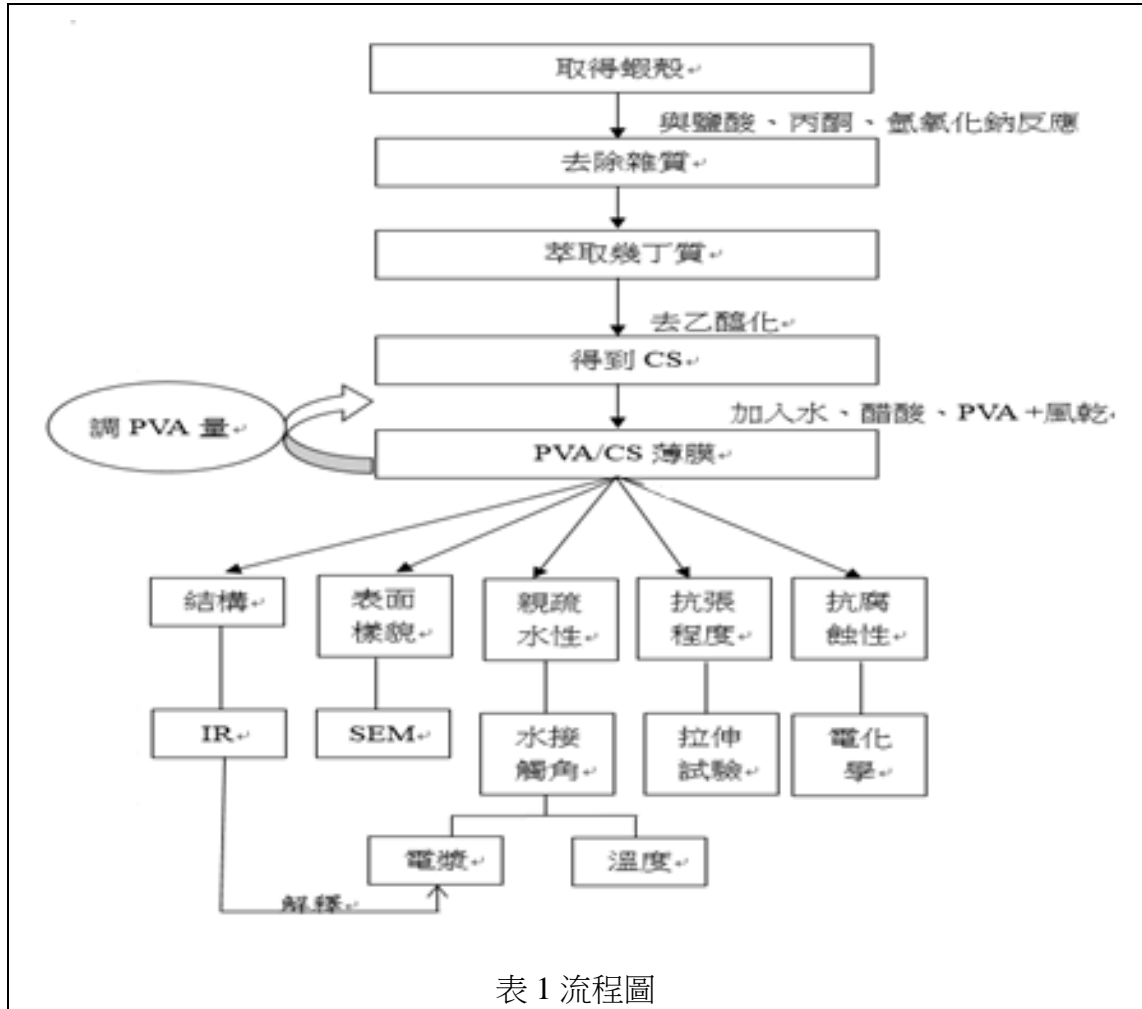 取得蝦殼
與鹽酸、丙酮、氫氧化鈉反應
去除雜質
萃取幾丁質
去乙醯化
得到 CS
調 PVA 量
加入水、醋酸、PVA +風乾
PVA/CS 薄膜
結構
表面
樣貌
親疏
水性
抗張
程度
抗腐
蝕性
IR
SEM
水接
觸角
拉伸
試驗
電化
學
電漿
溫度
解釋
表 1 流程圖